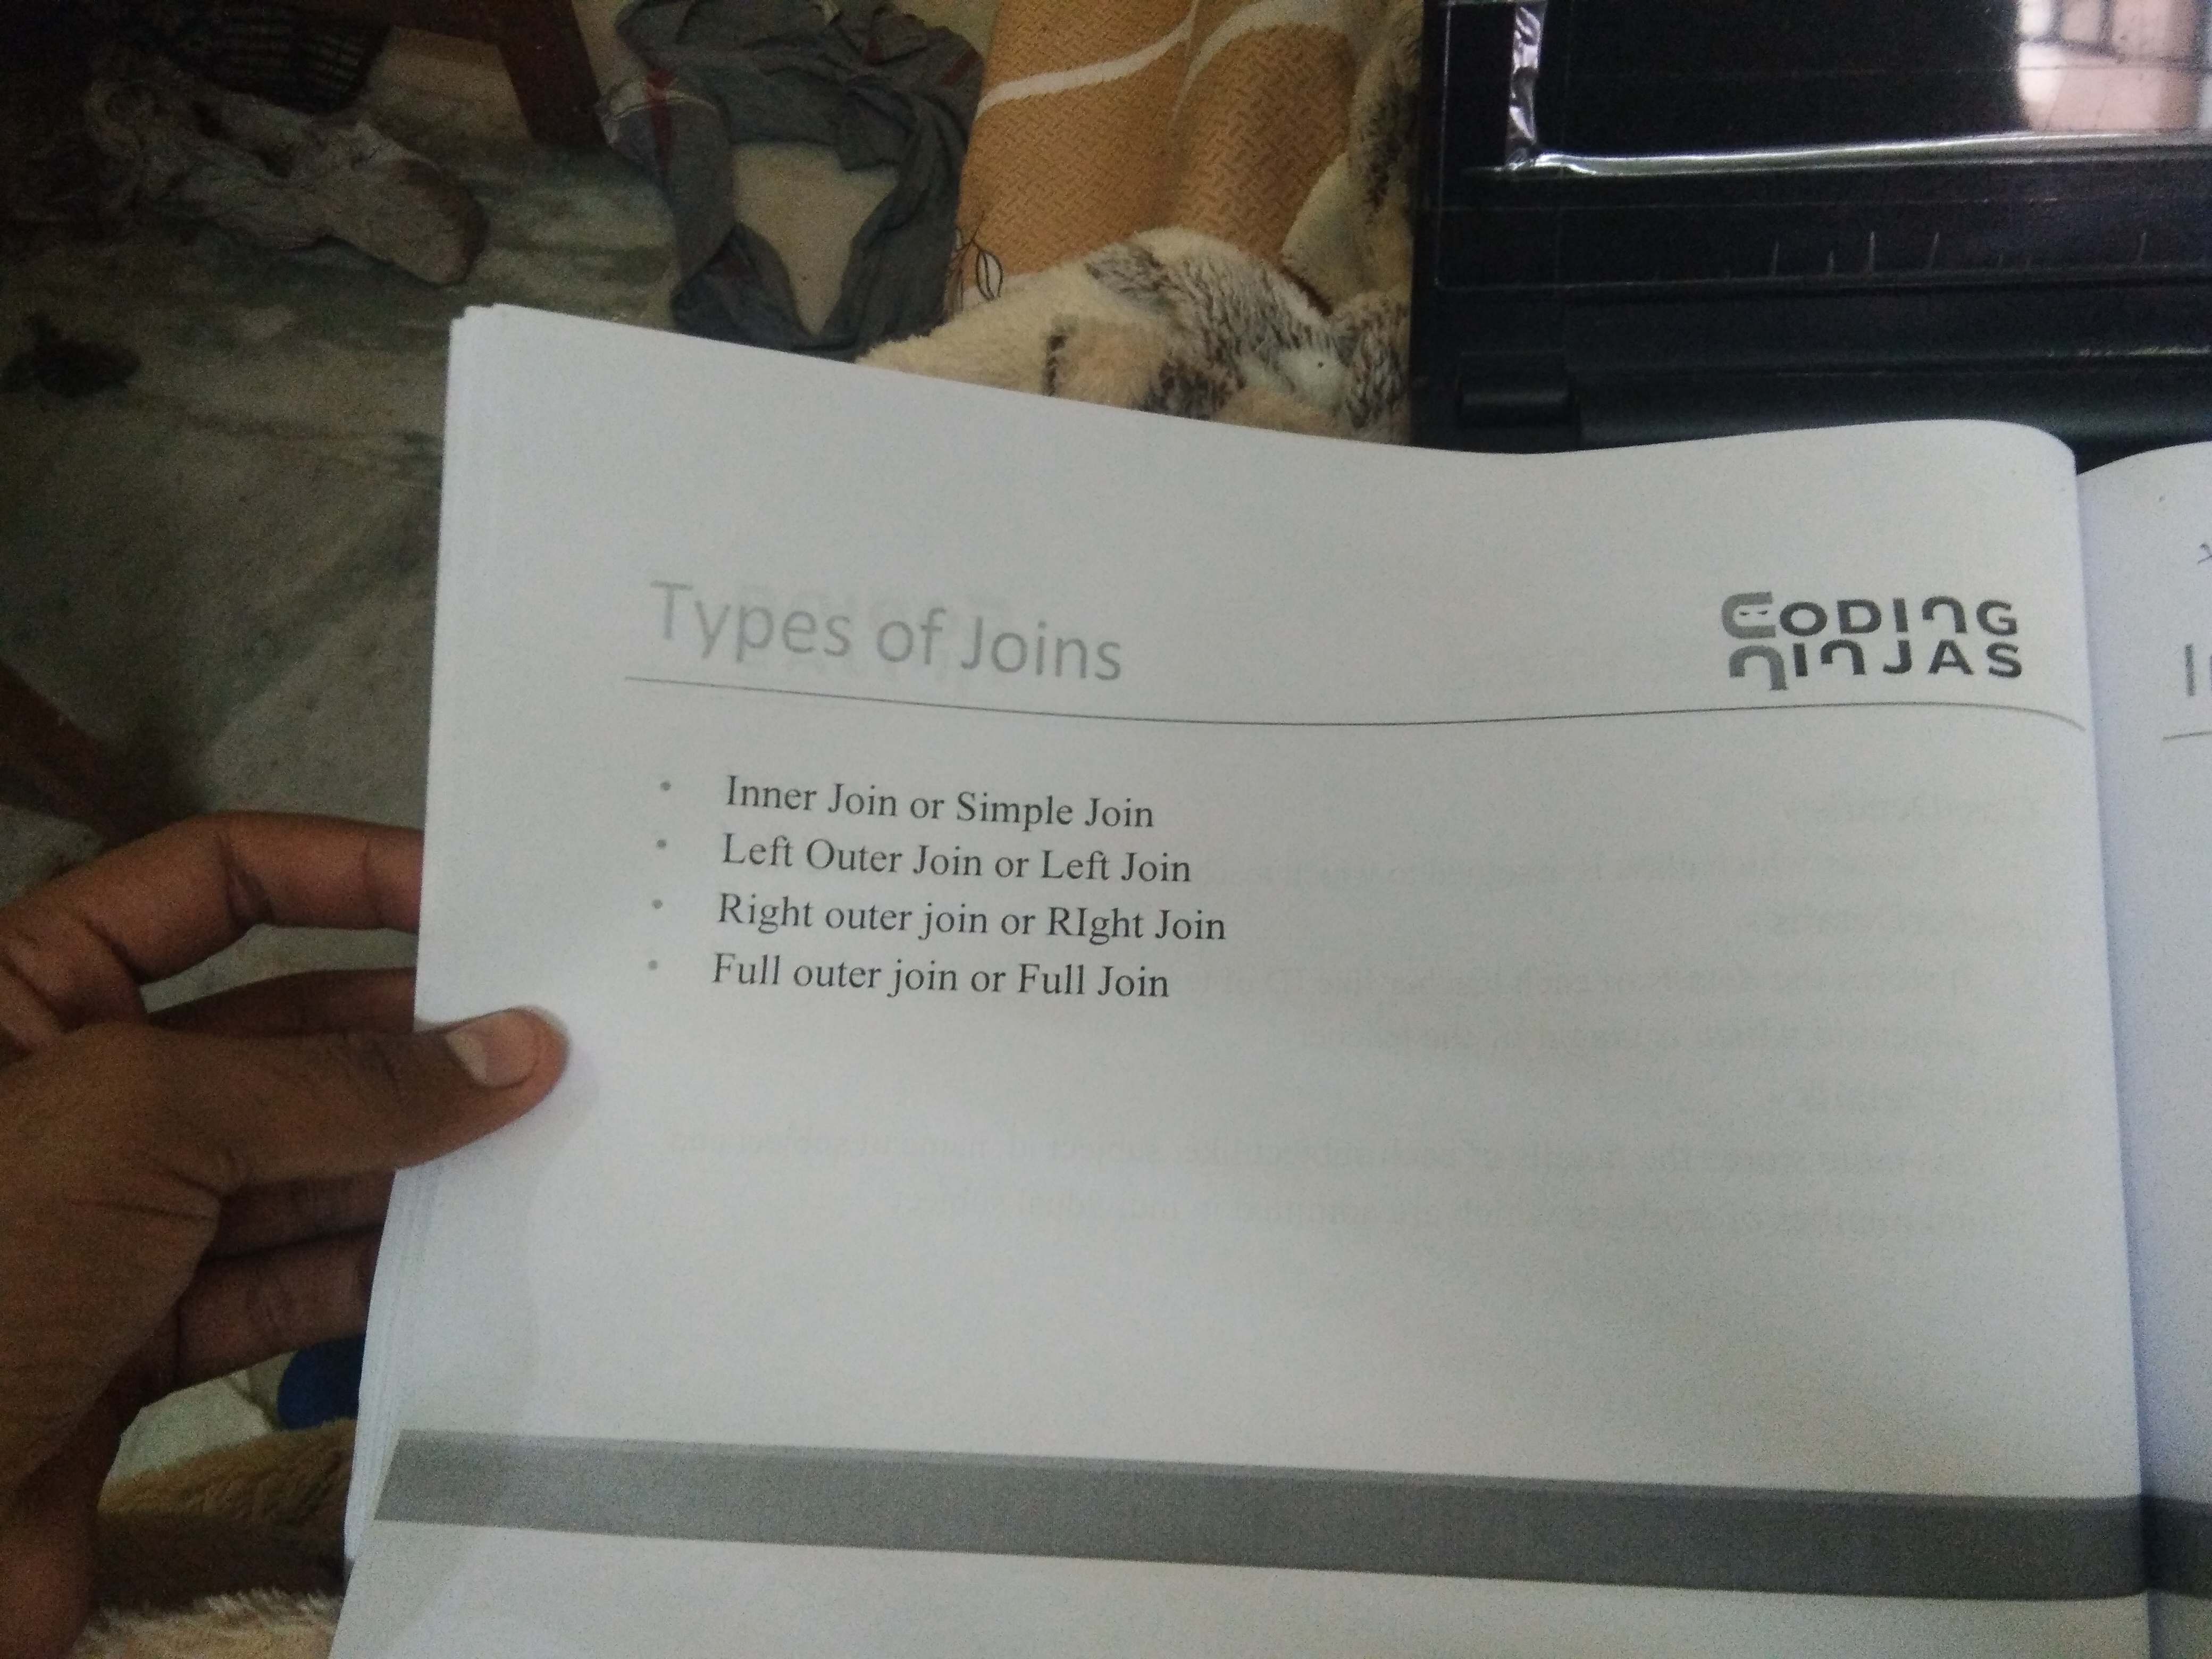 Types of Joins
CODING
NINJAS
Inner Join or Simple Join
Left Outer Join or Left Join
Right outer join or RIght Join
Full outer join or Full Join